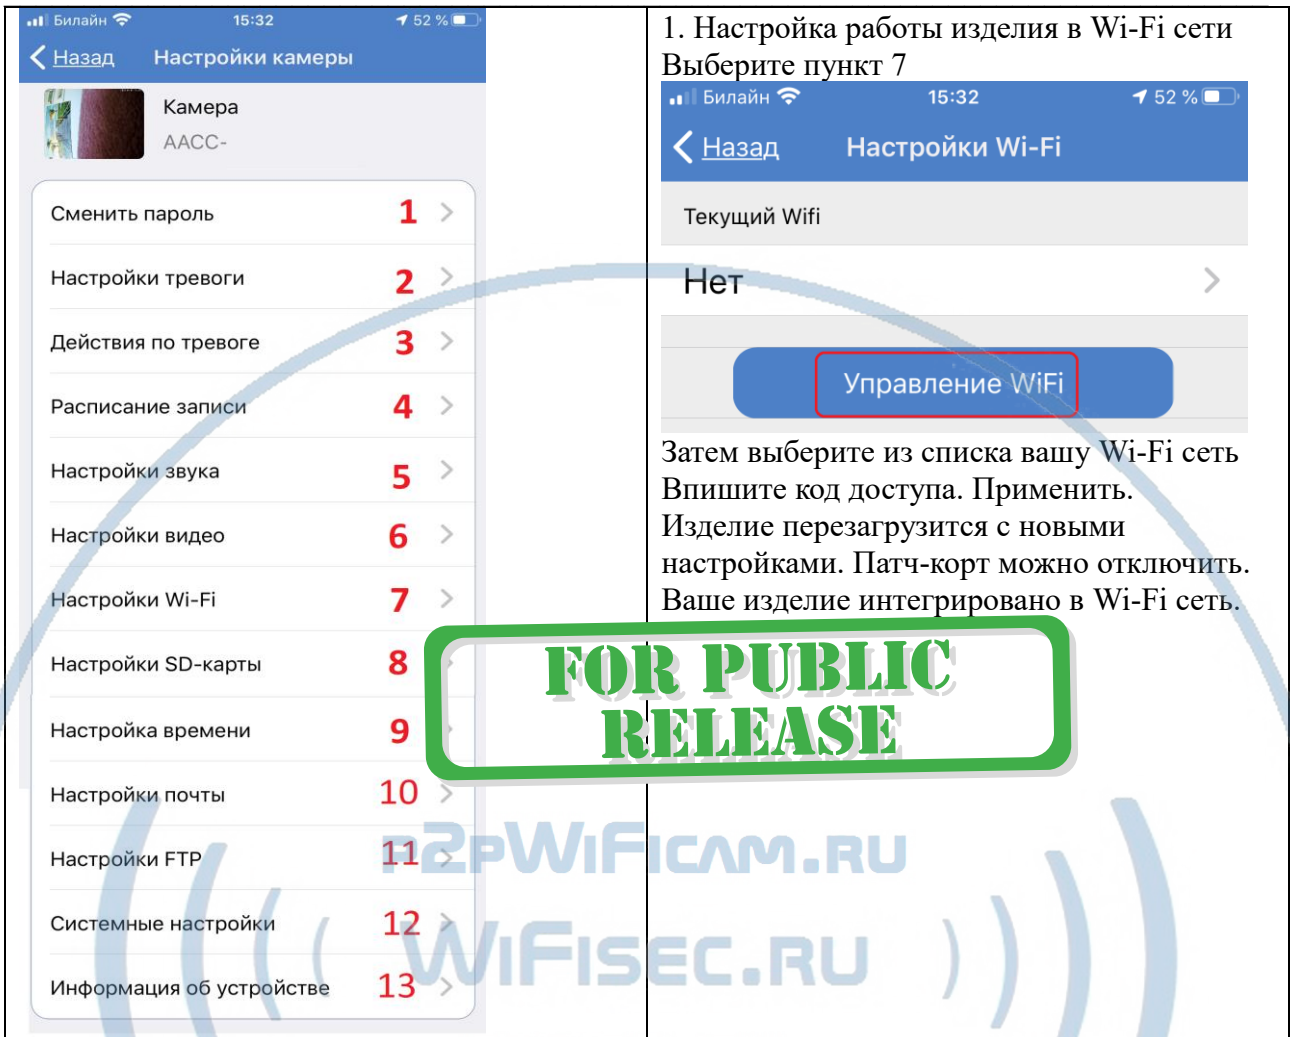 Билайн 15:32 52 %
Назад Настройки камеры
Камера
AACC-
Сменить пароль 1
Настройки тревоги 2
Действия по тревоге 3
Расписание записи 4
Настройки звука 5
Настройки видео 6
Настройки Wi-Fi 7
Настройки SD-карты 8
Настройка времени 9
Настройки почты 10
Настройки FTP 11
Системные настройки 12
Информация об устройстве 13
1. Настройка работы изделия в Wi-Fi сети
Выберите пункт 7
Билайн 15:32 52 %
Назад Настройки Wi-Fi
Текущий Wifi
Нет
Управление WiFi
Затем выберите из списка вашу Wi-Fi сеть
Впишите код доступа. Применить.
Изделие перезагрузится с новыми
настройками. Патч-корт можно отключить.
Ваше изделие интегрировано в Wi-Fi сеть.
FOR PUBLIC
RELEASE
P2PWIFICAM.RU
WIFISEC.RU